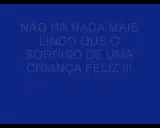 NÃO HÁ NADA MAIS
LINDO QUE O
SORRISO DE UMA
CRIANÇA FELIZ!!!